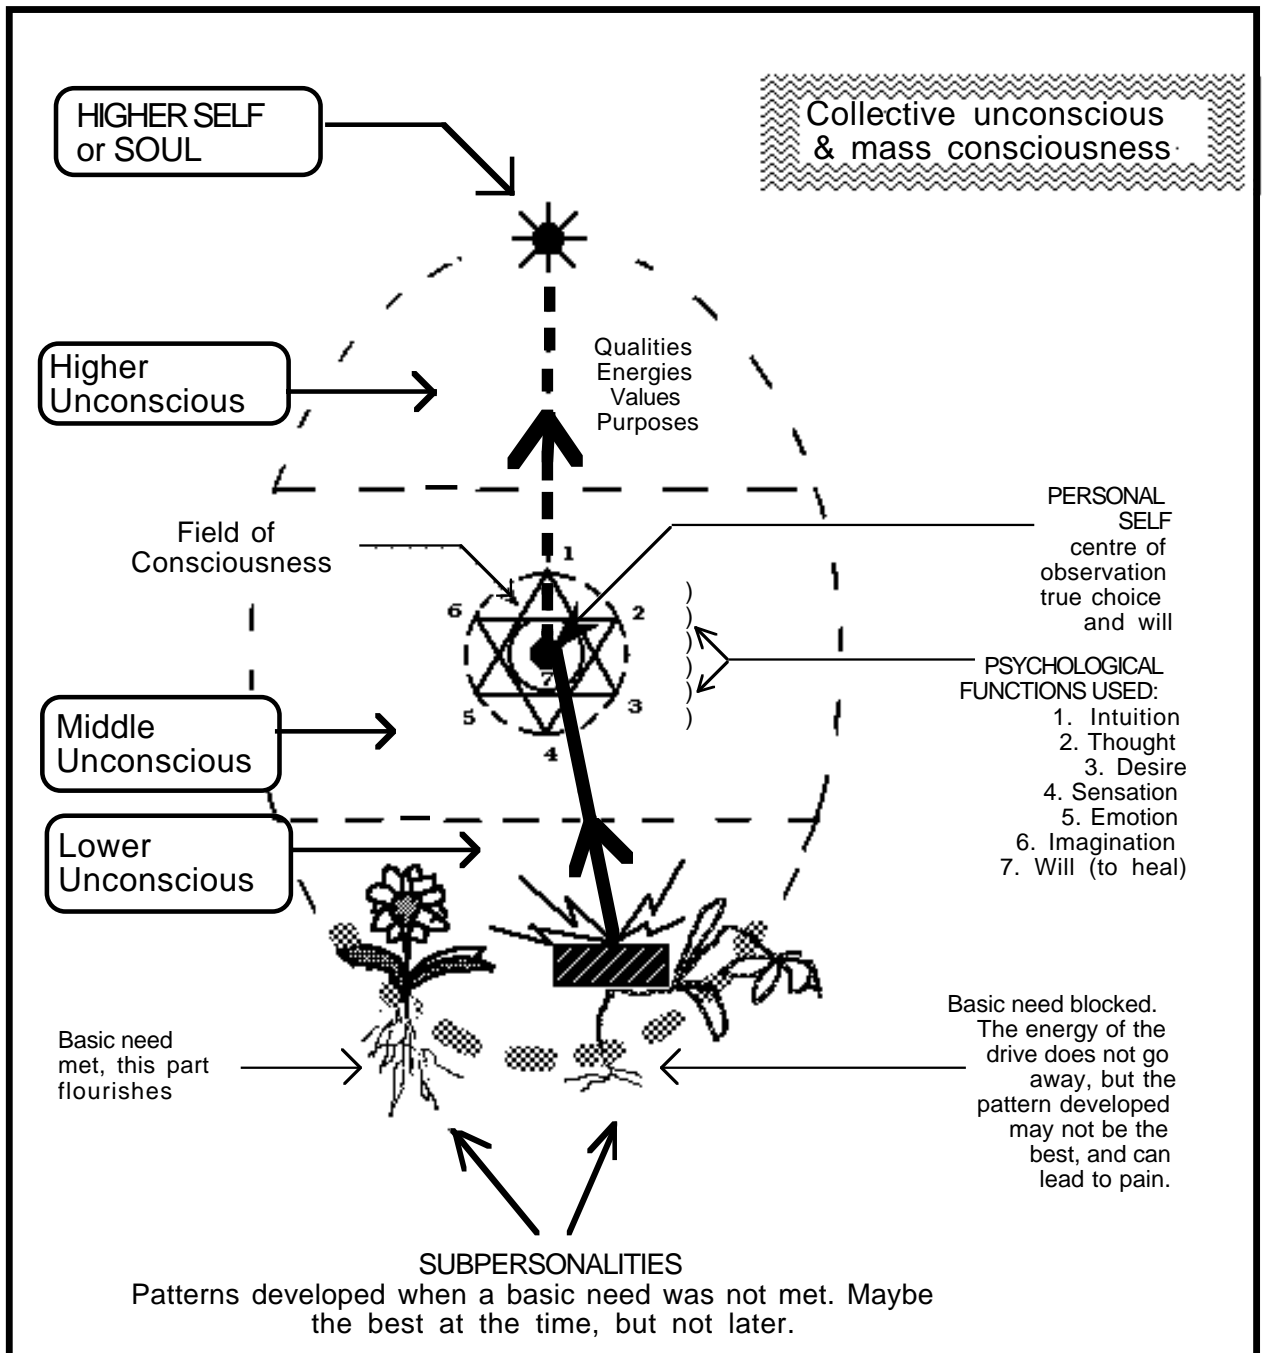 HIGHER SELF
or SOUL
Collective unconscious
& mass consciousness
Higher
Unconscious
Qualities
Energies
Values
Purposes
Field of
Consciousness
1
2
3
4
5
6
7
PERSONAL
SELF
centre of
observation
true choice
and will
) ) ) ) ) )
PSYCHOLOGICAL
FUNCTIONS USED:
1. Intuition
2. Thought
3. Desire
4. Sensation
5. Emotion
6. Imagination
7. Will (to heal)
Middle
Unconscious
Lower
Unconscious
Basic need
met, this part
flourishes
Basic need blocked.
The energy of the
drive does not go
away, but the
pattern developed
may not be the
best, and can
lead to pain.
SUBPERSONALITIES
Patterns developed when a basic need was not met. Maybe
the best at the time, but not later.